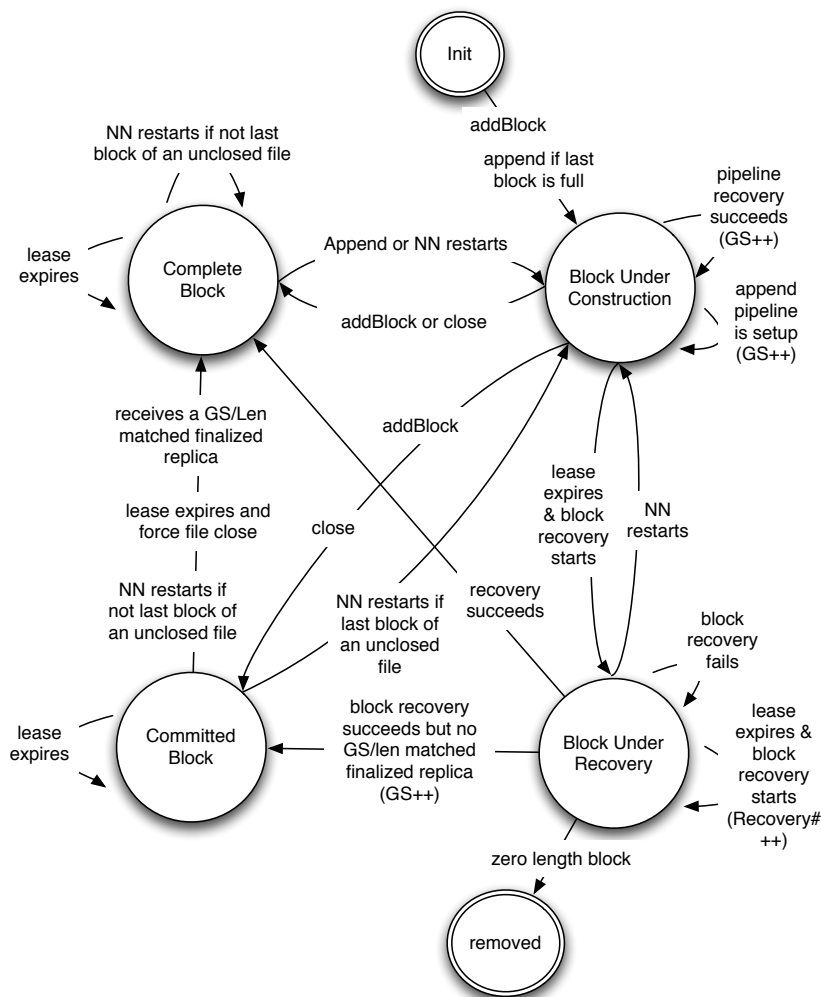 Init
addBlock
append if last
block is full
NN restarts if not last
block of an unclosed file
pipeline
recovery
succeeds
(GS++)
lease
expires
Complete
Block
Append or NN restarts
Block Under
Construction
addBlock or close
append
pipeline
is setup
(GS++)
receives a GS/Len
matched finalized
replica
addBlock
lease expires and
force file close
close
lease
expires
& block
recovery
starts
NN
restarts
NN restarts if
not last block of
an unclosed file
NN restarts if
last block of
an unclosed
file
recovery
succeeds
block
recovery
fails
lease
expires
Committed
Block
block recovery
succeeds but no
GS/len matched
finalized replica
(GS++)
Block Under
Recovery
lease
expires &
block
recovery
starts
(Recovery#
++)
zero length block
removed